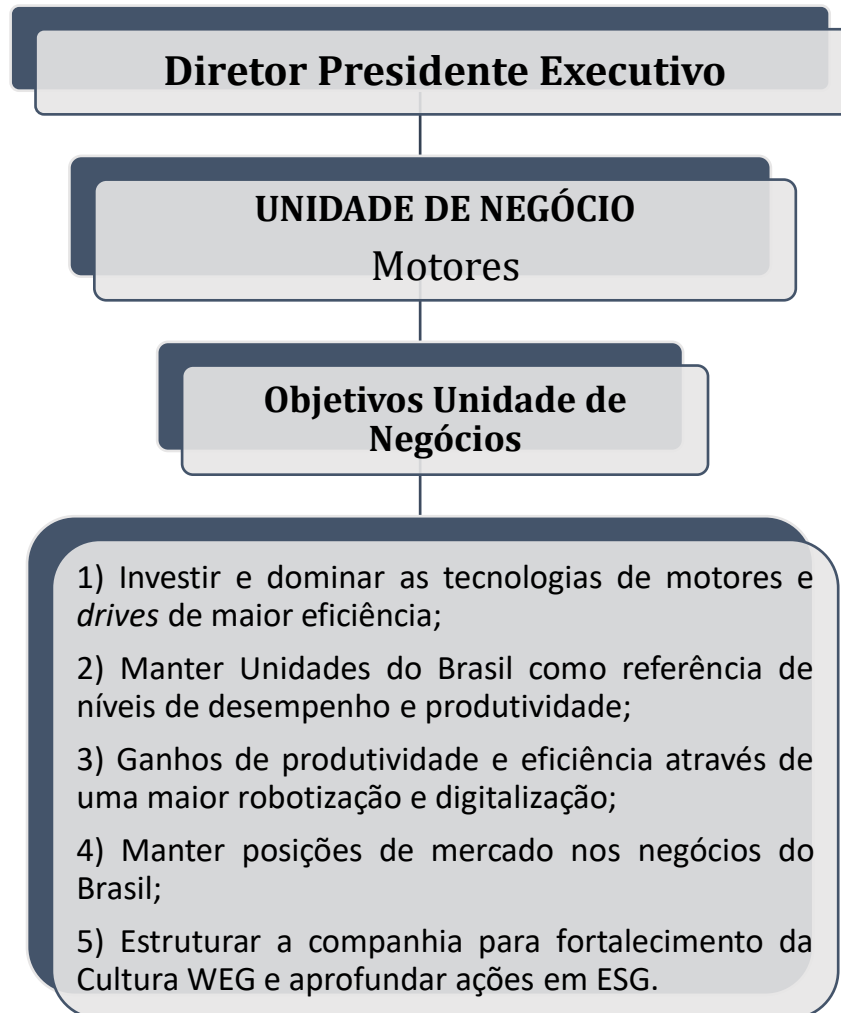 Diretor Presidente Executivo
UNIDADE DE NEGÓCIO
Motores
Objetivos Unidade de
Negócios
1) Investir e dominar as tecnologias de motores e
drives de maior eficiência;
2) Manter Unidades do Brasil como referência de
níveis de desempenho e produtividade;
3) Ganhos de produtividade e eficiência através de
uma maior robotização e digitalização;
4) Manter posições de mercado nos negócios do
Brasil;
5) Estruturar a companhia para fortalecimento da
Cultura WEG e aprofundar ações em ESG.